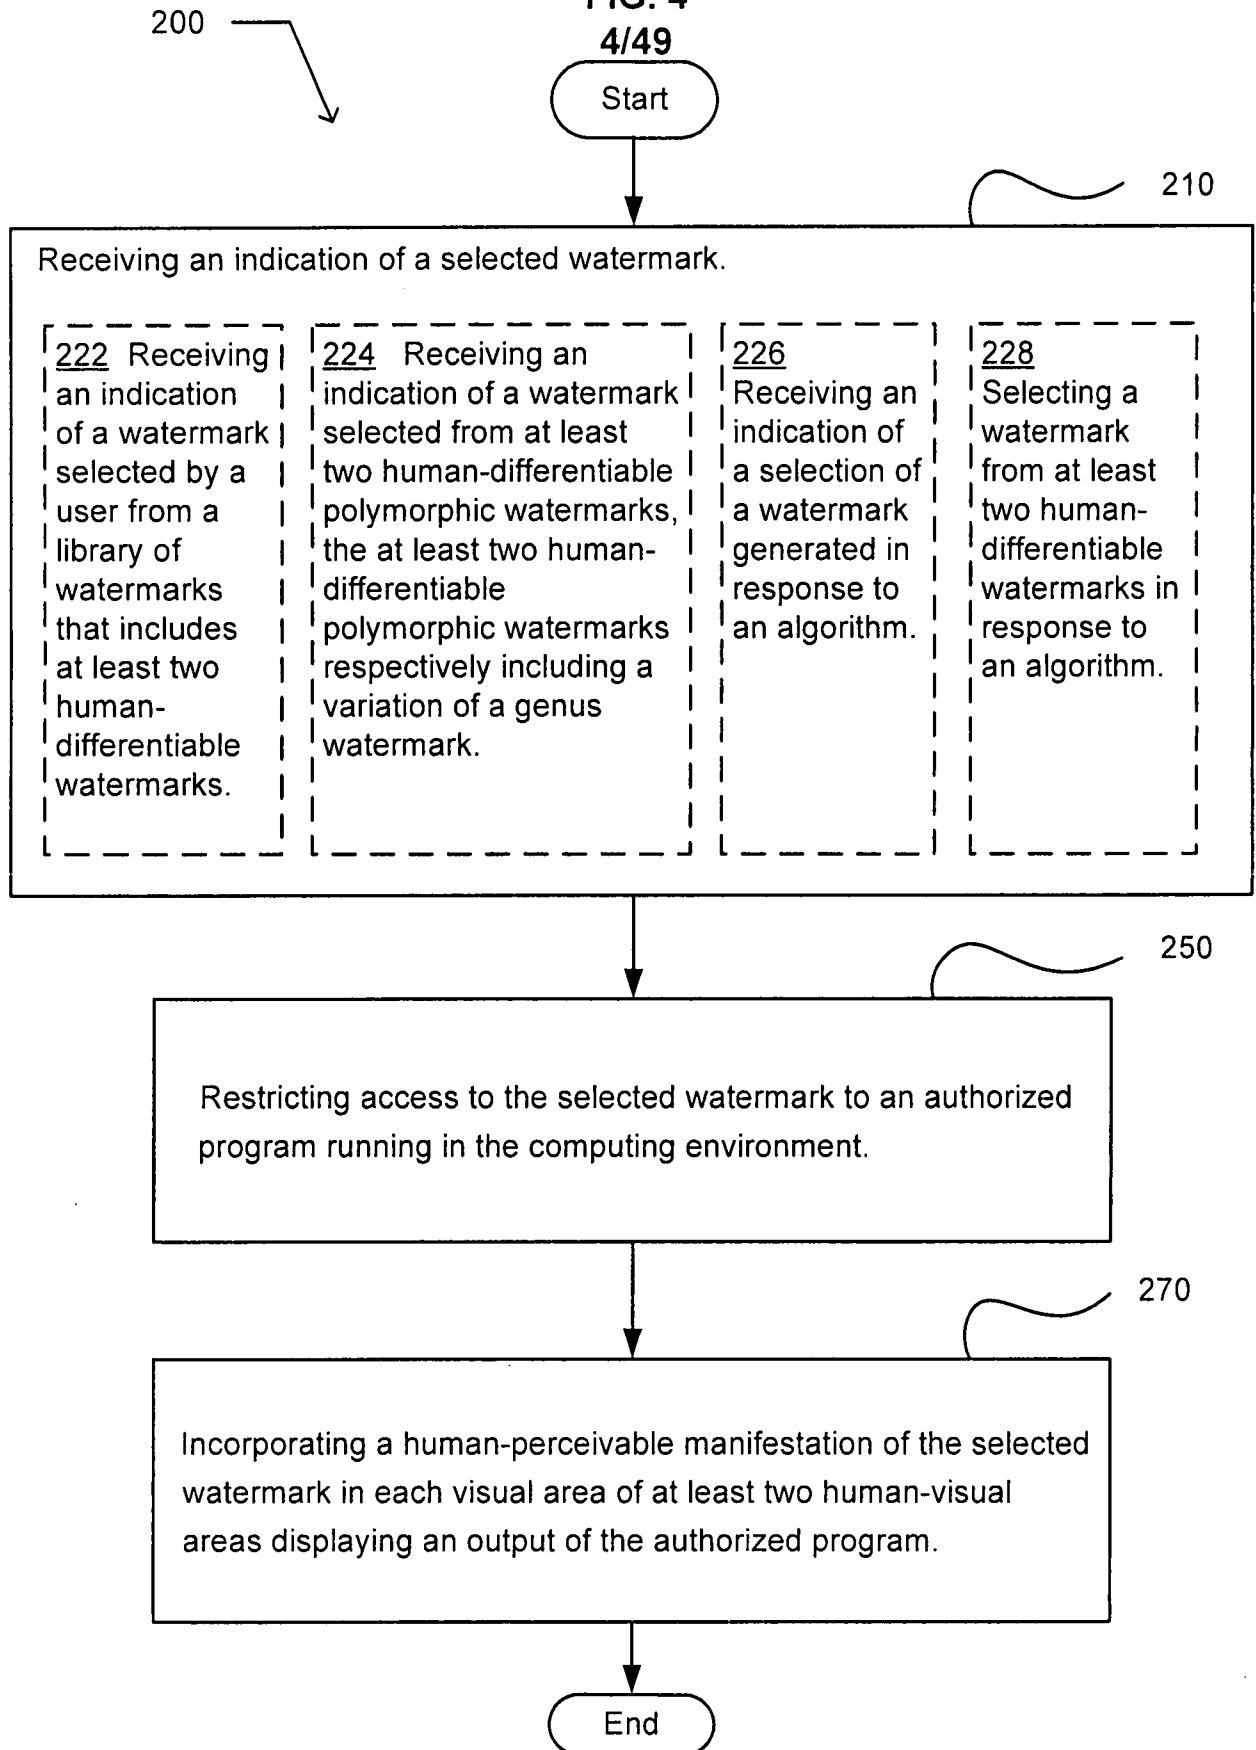 FIG. 4
4/49
200
Start
210
Receiving an indication of a selected watermark.
222 Receiving
an indication
of a watermark
selected by a
user from a
library of
watermarks
that includes
at least two
human-
differentiable
watermarks.
224 Receiving an
indication of a watermark
selected from at least
two human-differentiable
polymorphic watermarks,
the at least two human-
differentiable
polymorphic watermarks
respectively including a
variation of a genus
watermark.
226
Receiving an
indication of
a selection of
a watermark
generated in
response to
an algorithm.
228
Selecting a
watermark
from at least
two human-
differentiable
watermarks in
response to
an algorithm.
250
Restricting access to the selected watermark to an authorized
program running in the computing environment.
270
Incorporating a human-perceivable manifestation of the selected
watermark in each visual area of at least two human-visual
areas displaying an output of the authorized program.
End